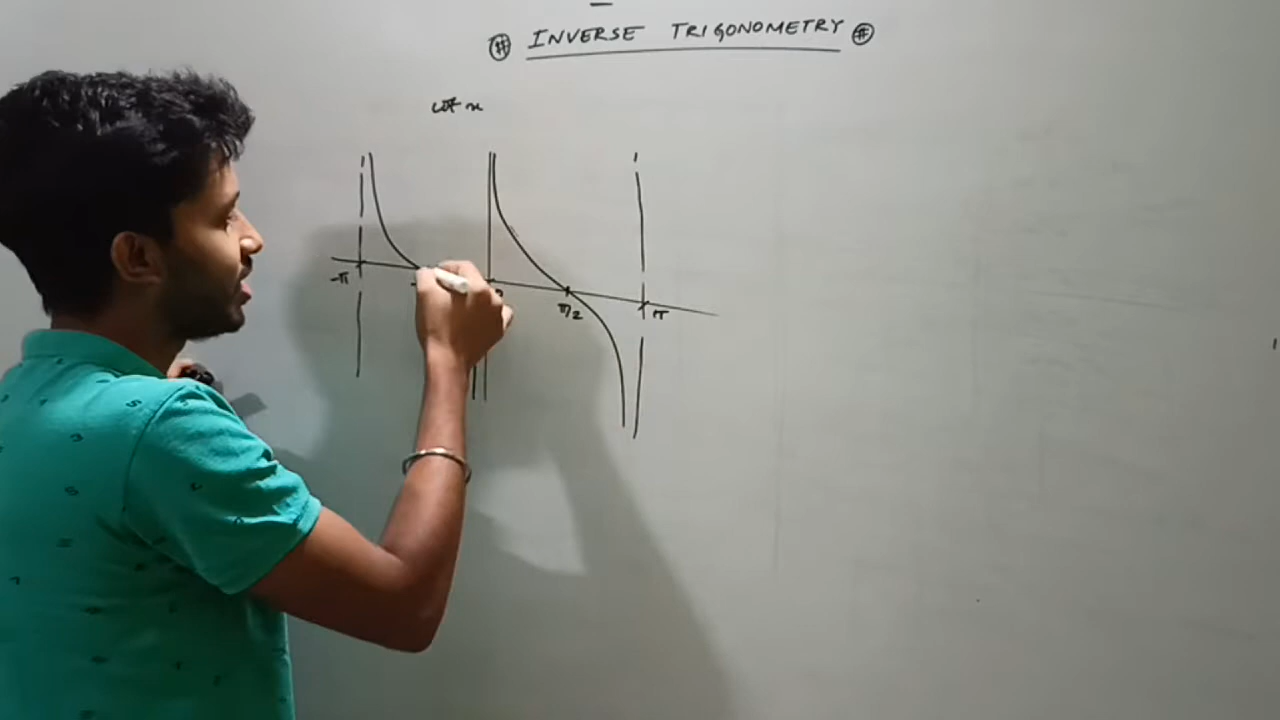 # INVERSE TRIGONOMETRY #
cot x
-π π/2 π